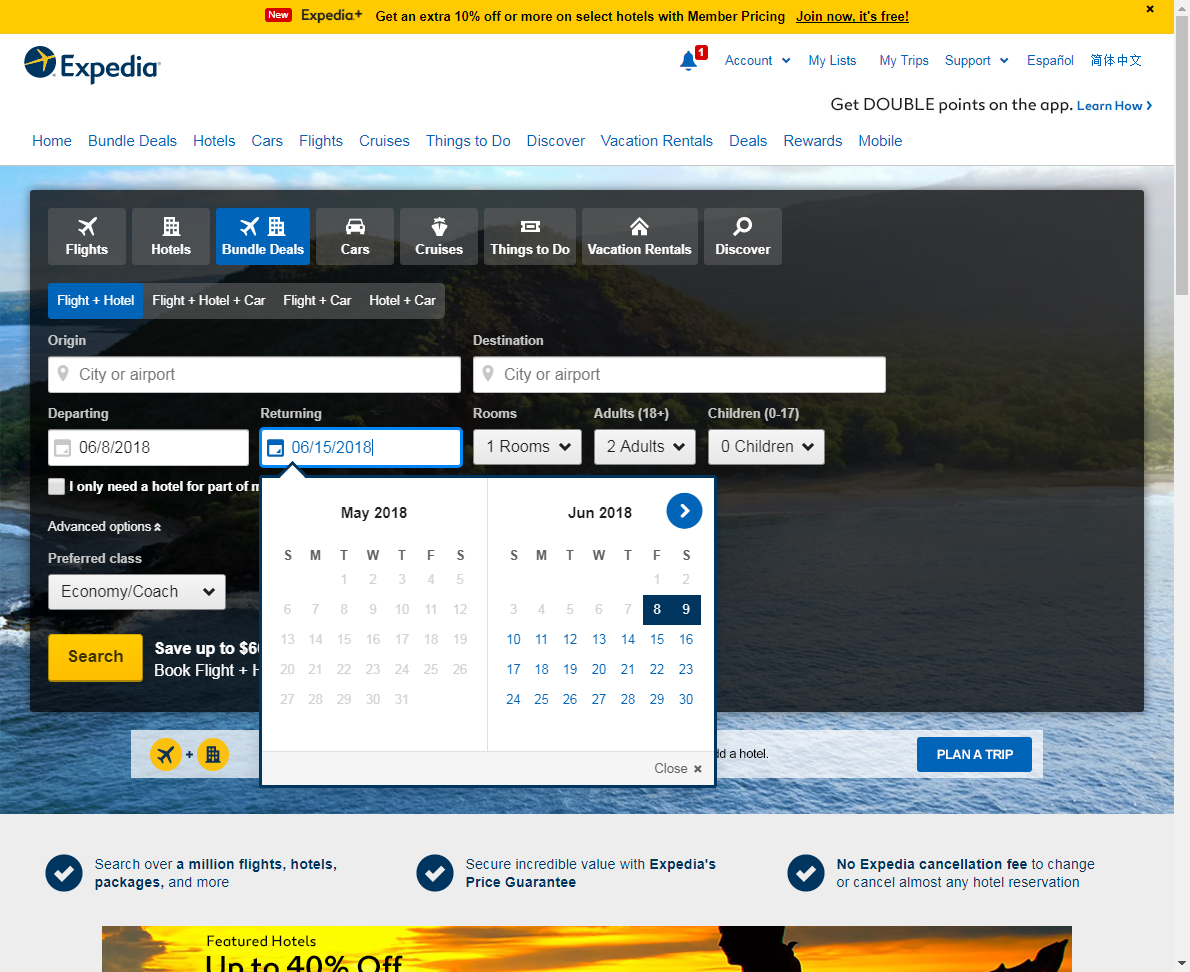 New Expedia+ Get an extra 10% off or more on select hotels with Member Pricing Join now, it's free! ×
Expedia
1 Account My Lists My Trips Support Español 简体中文
Get DOUBLE points on the app. Learn How
Home Bundle Deals Hotels Cars Flights Cruises Things to Do Discover Vacation Rentals Deals Rewards Mobile
Flights Hotels Bundle Deals Cars Cruises Things to Do Vacation Rentals Discover
Flight + Hotel Flight + Hotel + Car Flight + Car Hotel + Car
Origin Destination
City or airport City or airport
Departing Returning Rooms Adults (18+) Children (0-17)
06/8/2018 06/15/2018 1 Rooms 2 Adults 0 Children
I only need a hotel for part of
Advanced options
Preferred class
Economy/Coach
Search
Save up to
Book Flight +
May 2018
S M T W T F S
1 2 3 4 5
6 7 8 9 10 11 12
13 14 15 16 17 18 19
20 21 22 23 24 25 26
27 28 29 30 31
Jun 2018
S M T W T F S
1 2
3 4 5 6 7 8 9
10 11 12 13 14 15 16
17 18 19 20 21 22 23
24 25 26 27 28 29 30
Close ×
+ a hotel. PLAN A TRIP
Search over a million flights, hotels,
packages, and more
Secure incredible value with Expedia's
Price Guarantee
No Expedia cancellation fee to change
or cancel almost any hotel reservation
Featured Hotels
Up to 40% Off